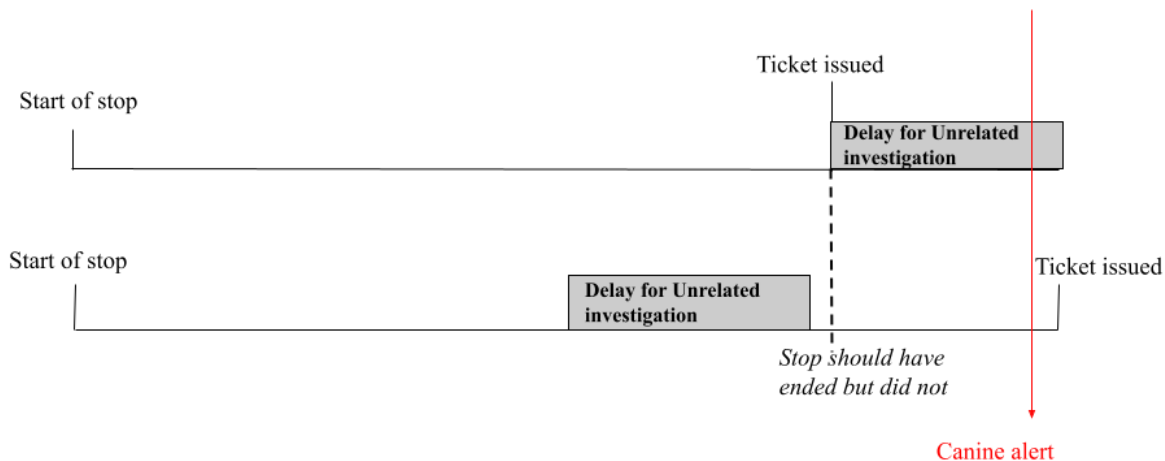 Ticket issued
Start of stop
Delay for Unrelated
investigation
Start of stop
Ticket issued
Delay for Unrelated
investigation
Stop should have
ended but did not
Canine alert